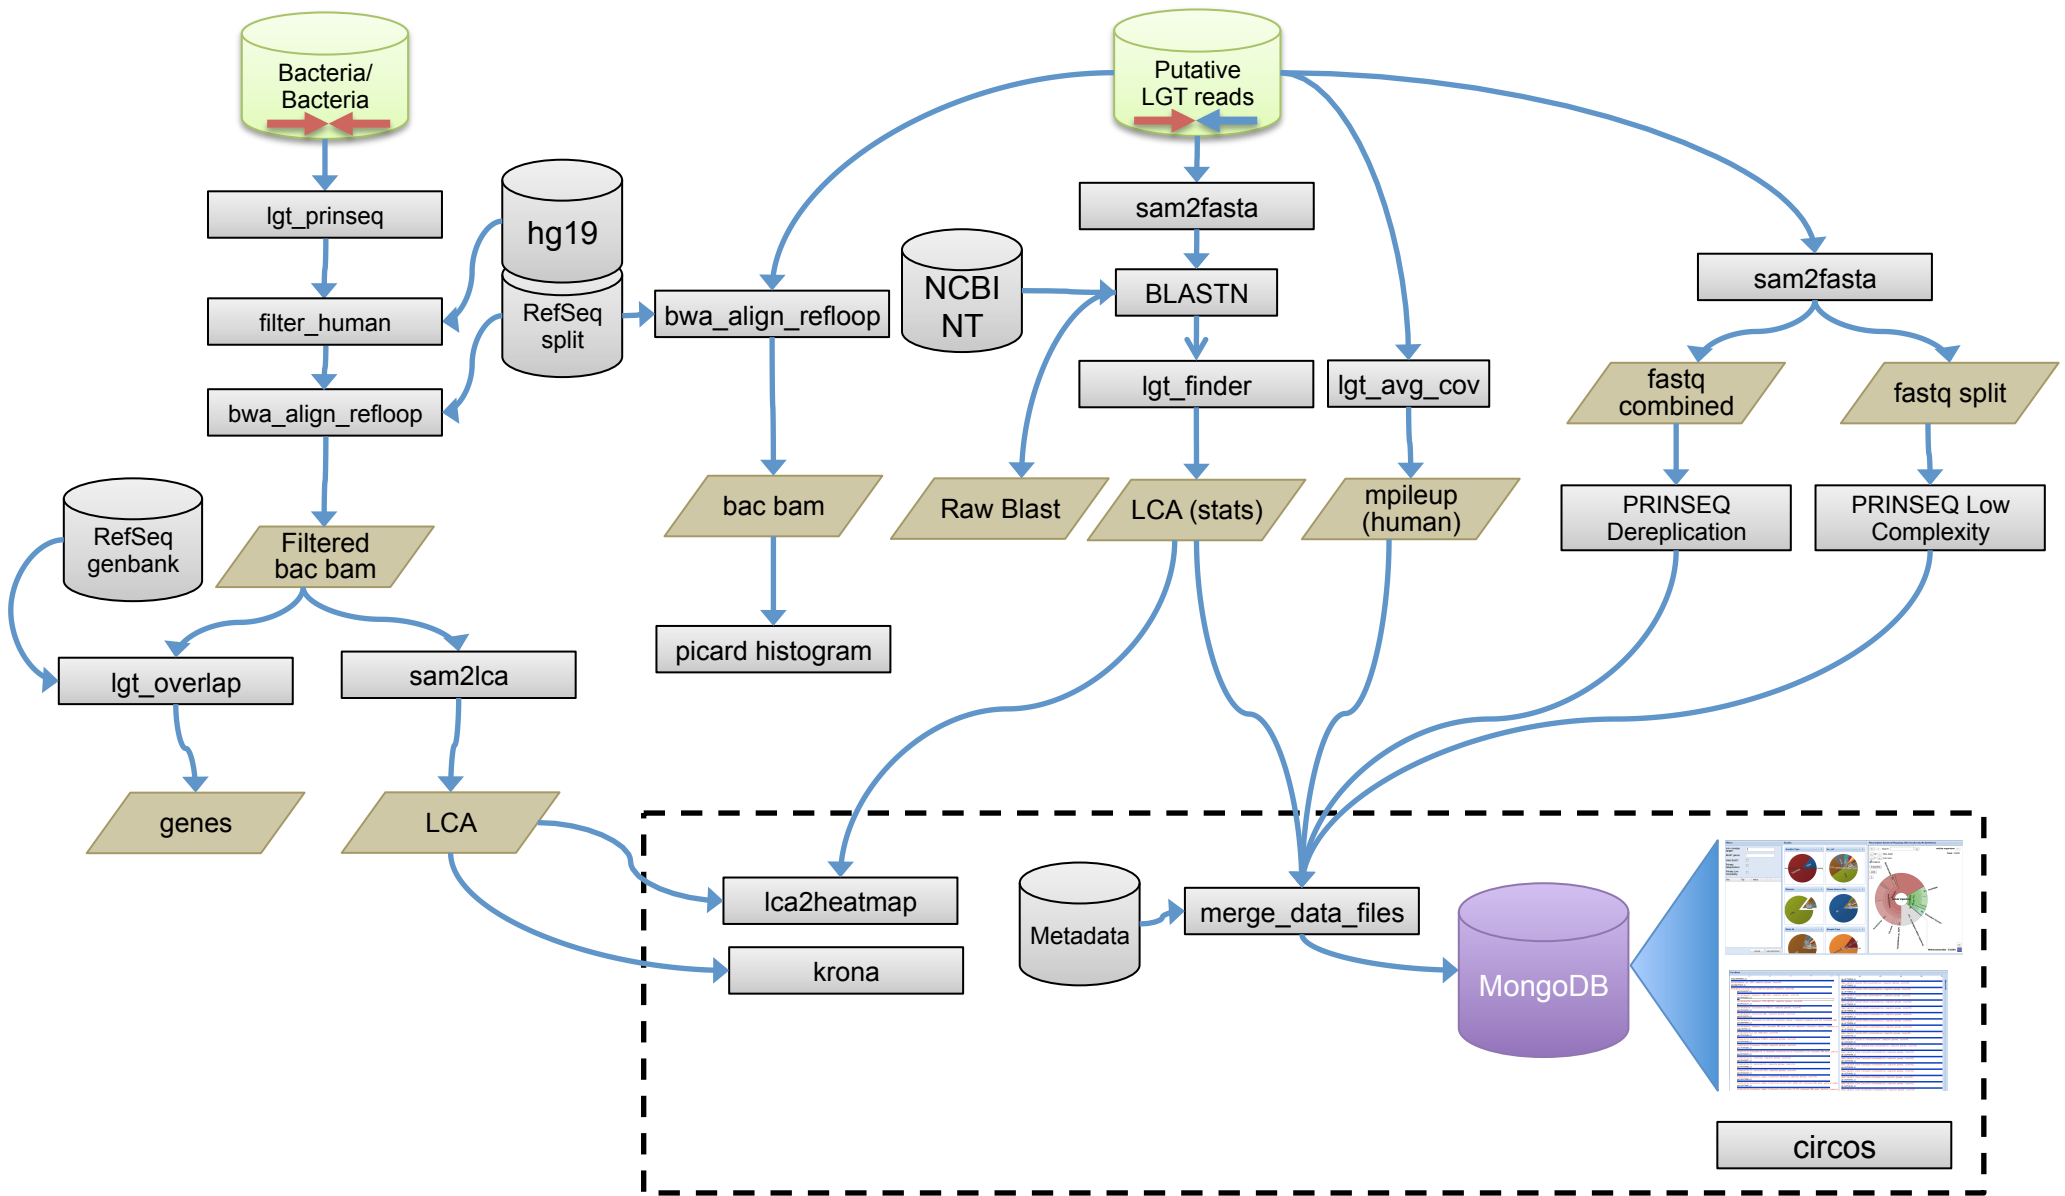 Bacteria/
Bacteria
Putative
LGT reads
lgt_prinseq
hg19
sam2fasta
filter_human
RefSeq
split
bwa_align_refloop
NCBI
NT
BLASTN
sam2fasta
bwa_align_refloop
lgt_finder
lgt_avg_cov
fastq
combined
fastq split
RefSeq
genbank
Filtered
bac bam
bac bam
Raw Blast
LCA (stats)
mpileup
(human)
PRINSEQ
Dereplication
PRINSEQ Low
Complexity
lgt_overlap
sam2lca
picard histogram
genes
LCA
lca2heatmap
krona
Metadata
merge_data_files
MongoDB
circos